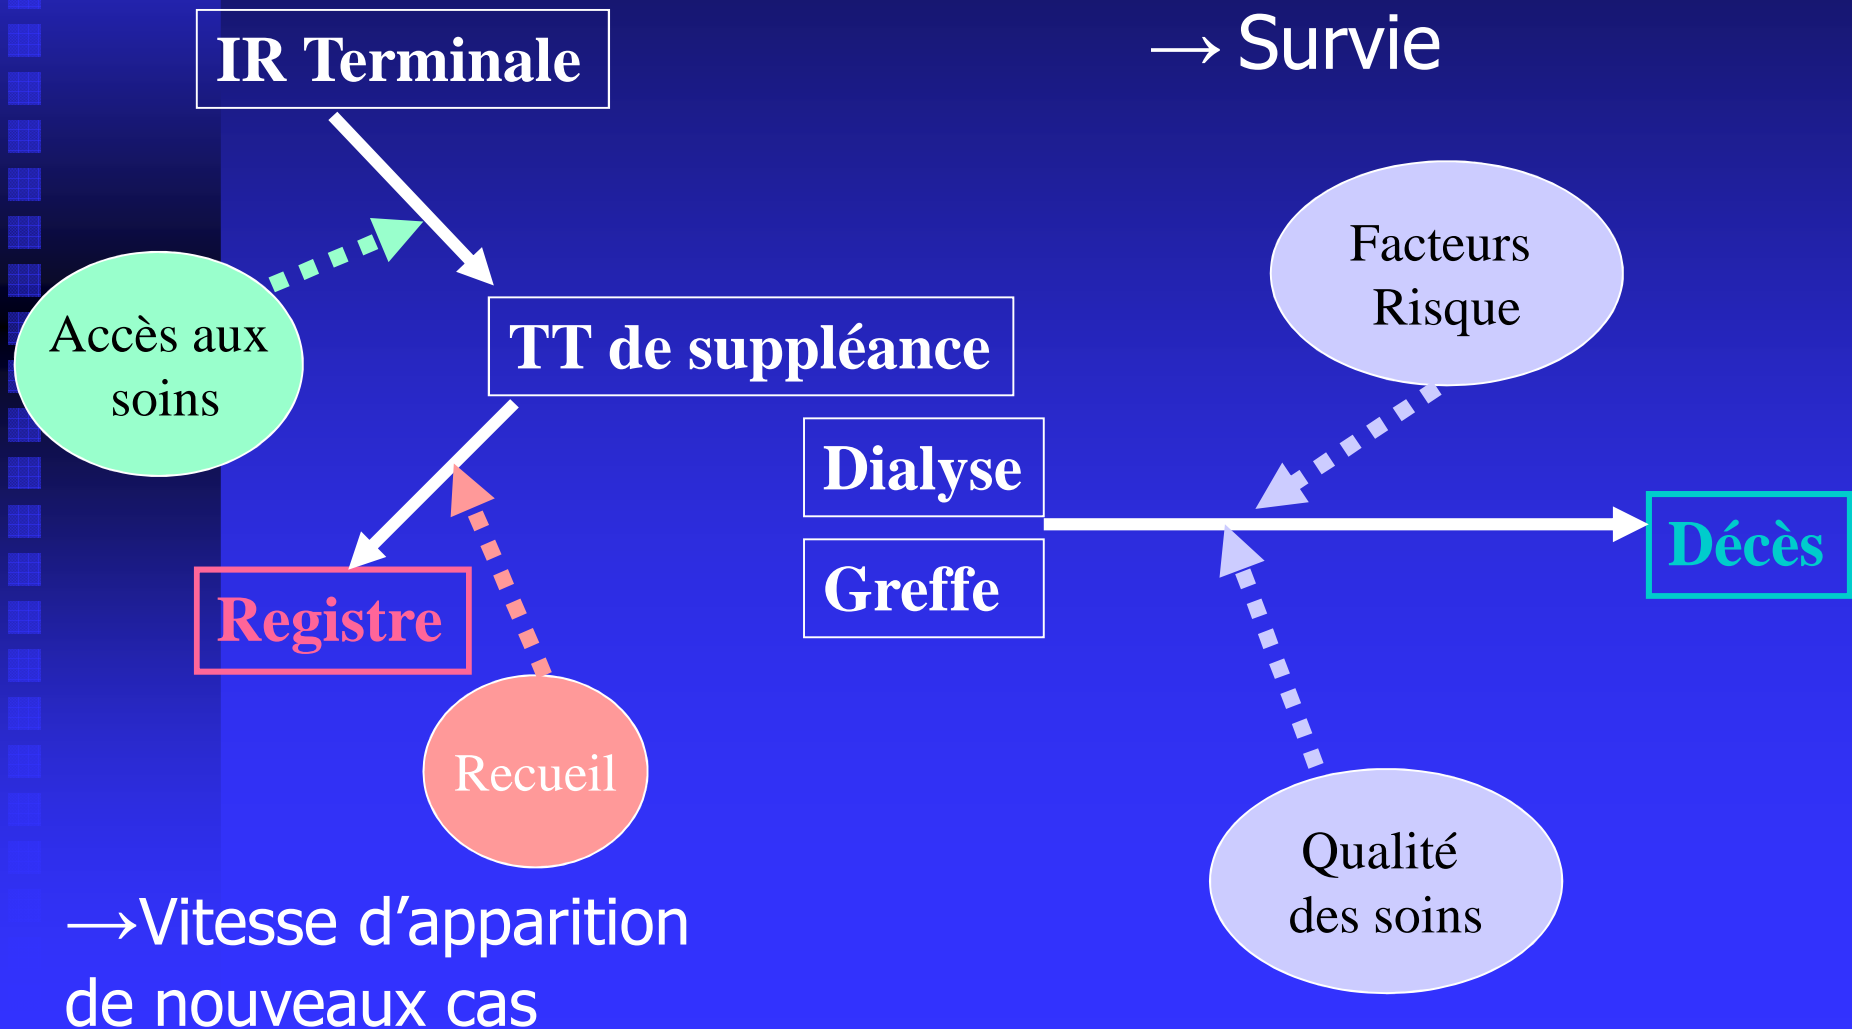 IR Terminale
→ Survie
Facteurs
Risque
Accès aux
soins
TT de suppléance
Dialyse
Greffe
Décès
Registre
Recueil
Qualité
des soins
→Vitesse d’apparition
de nouveaux cas